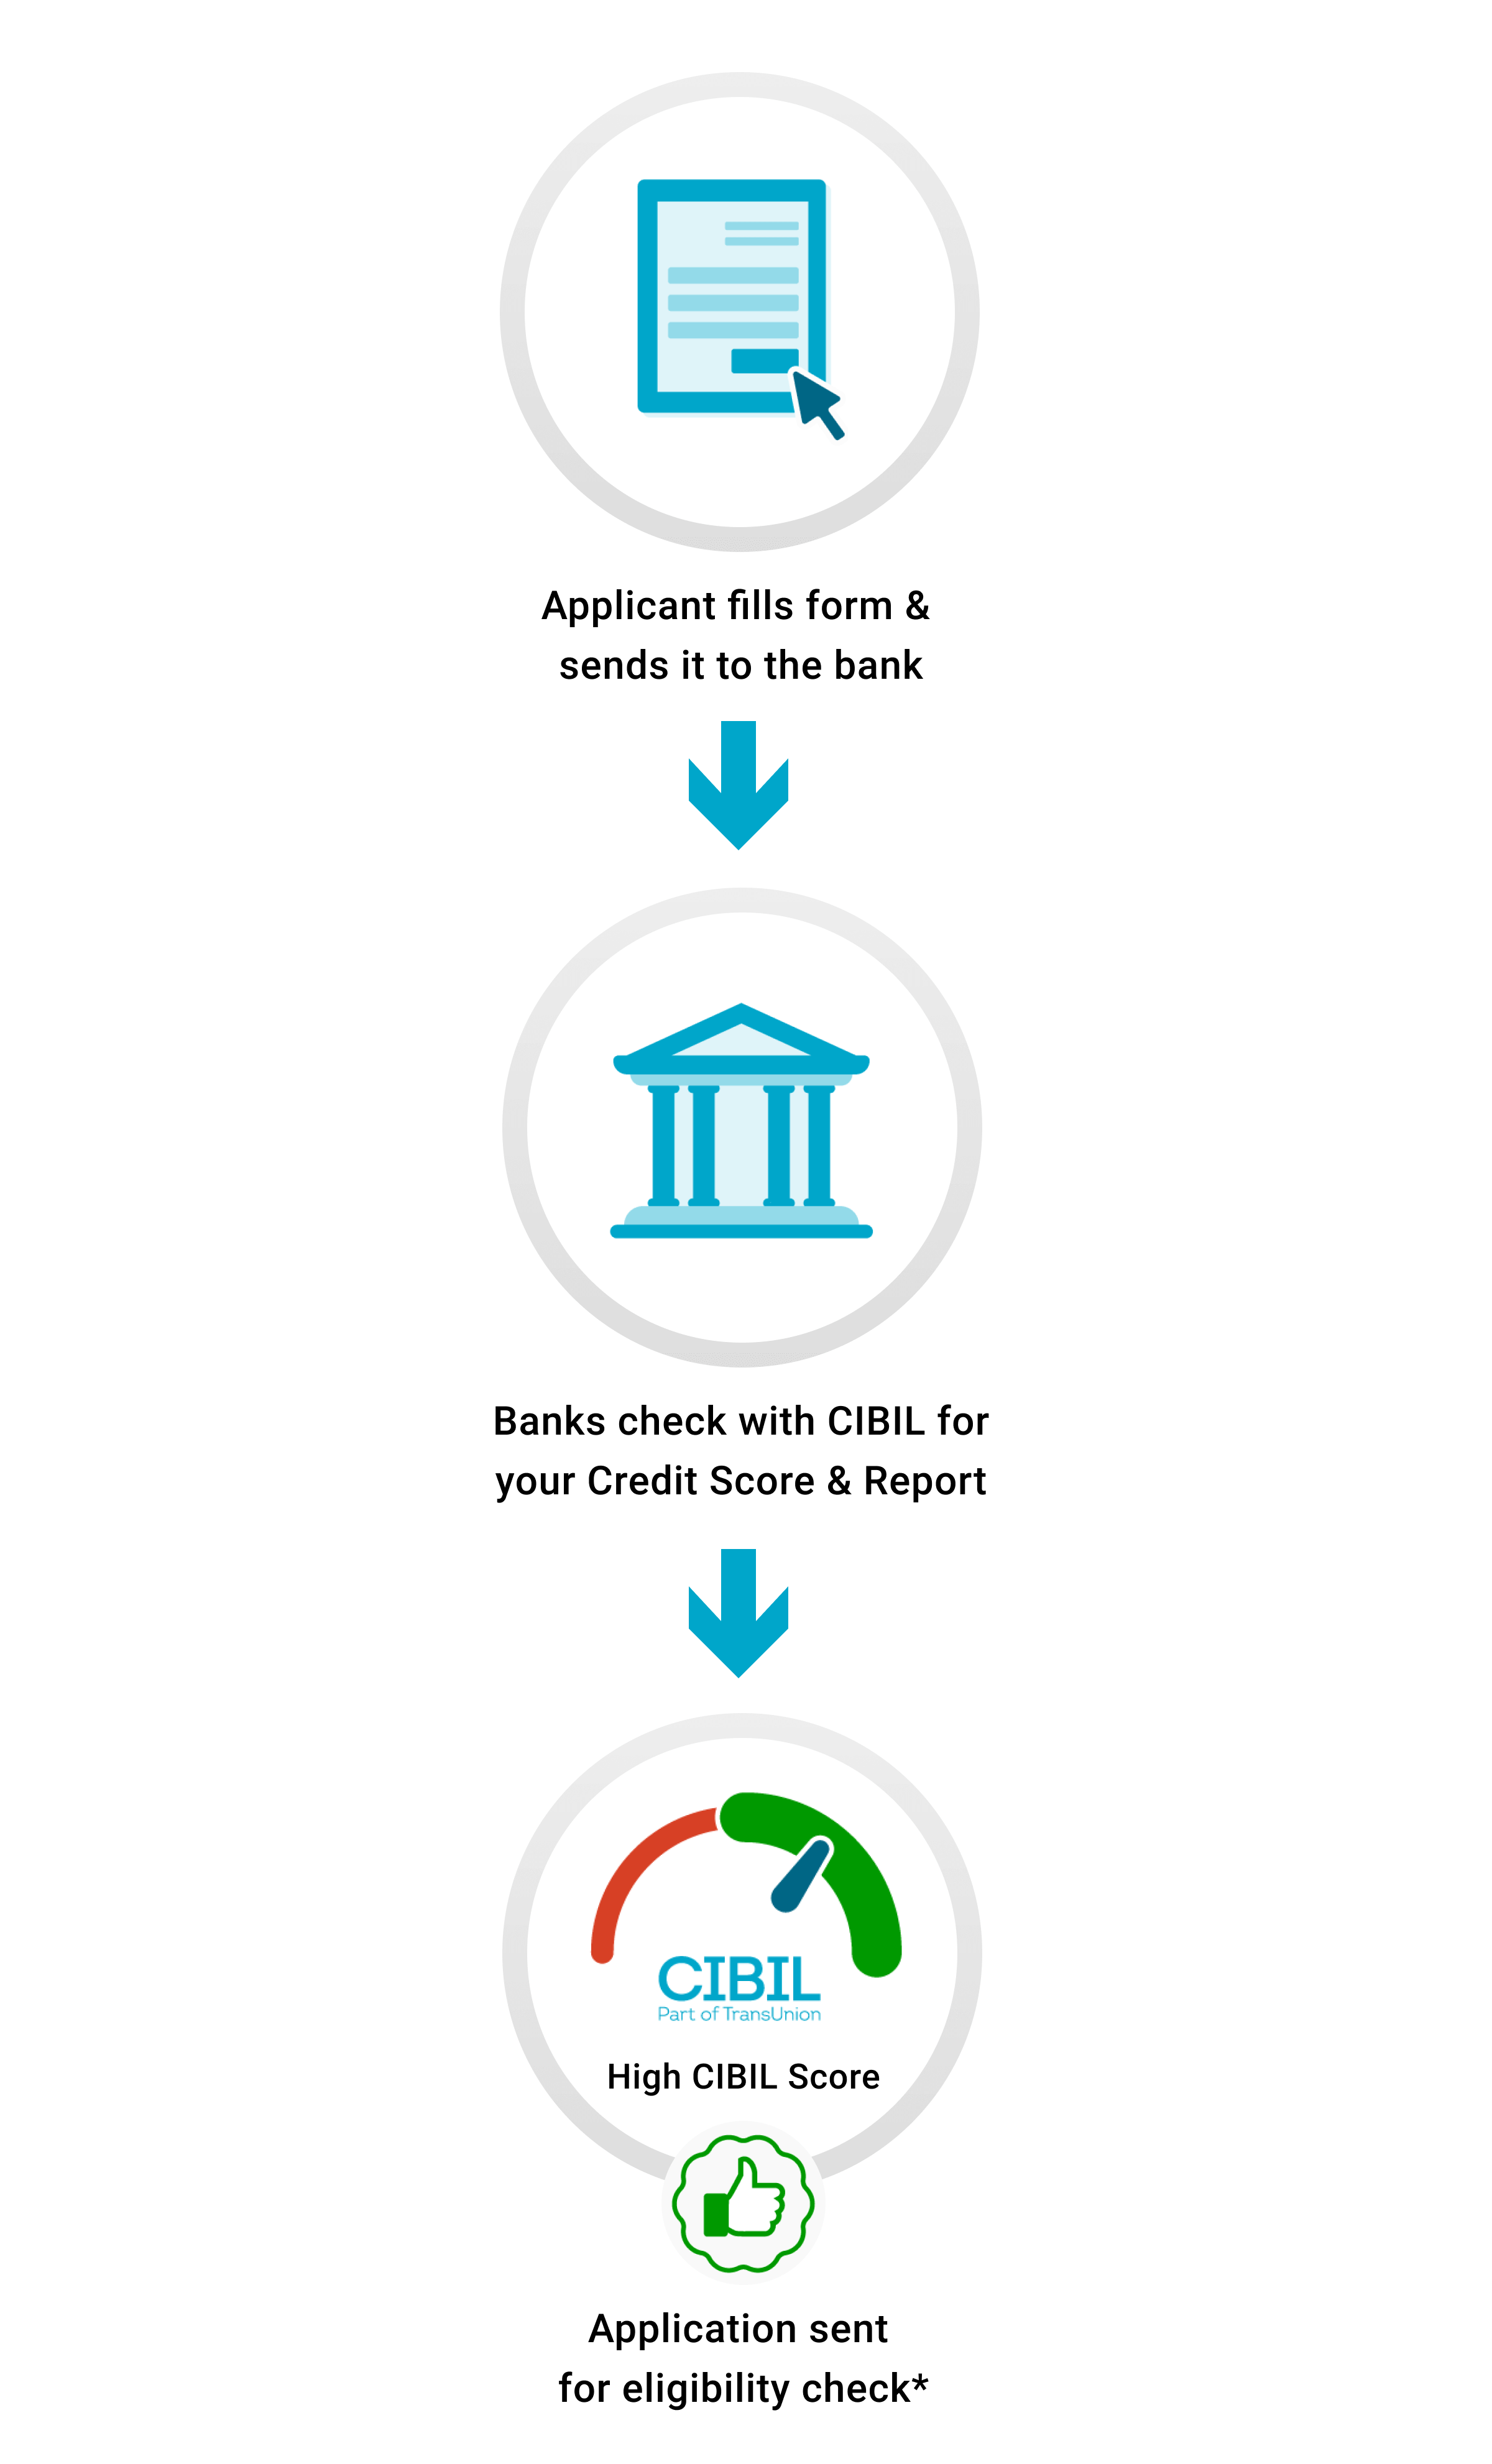 Applicant fills form &
sends it to the bank
Banks check with CIBIL for
your Credit Score & Report
CIBIL
Part of TransUnion
High CIBIL Score
Application sent
for eligibility check*